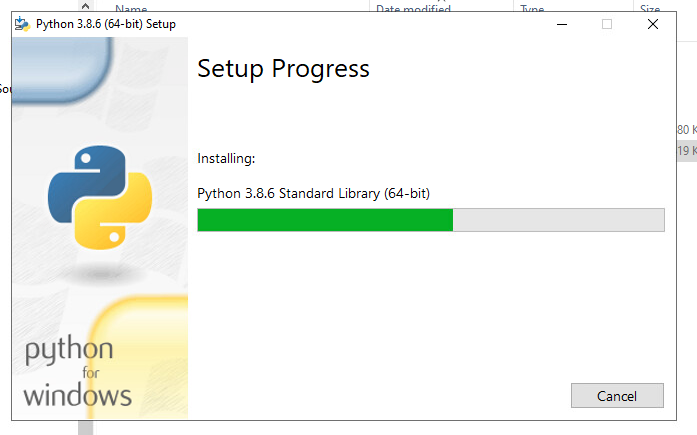 Name Date modified Type Size
Python 3.8.6 (64-bit) Setup
Setup Progress
Installing:
Python 3.8.6 Standard Library (64-bit)
80 K
19 K
python
for
windows
Cancel